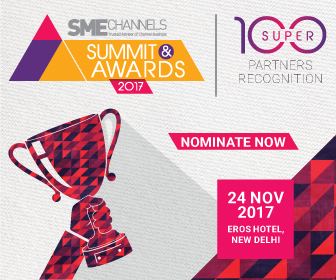 SME CHANNELS
SUMMIT &
AWARDS
2017
100
SUPER
PARTNERS
RECOGNITION
NOMINATE NOW
24 NOV
2017
EROS HOTEL,
NEW DELHI